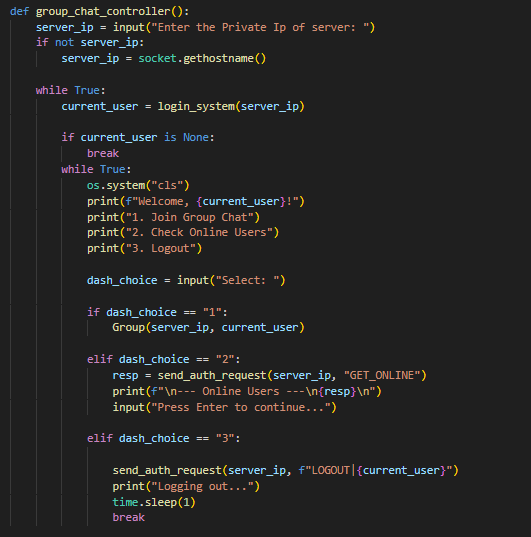 def group_chat_controller():
    server_ip = input("Enter the Private Ip of server: ")
    if not server_ip:
        server_ip = socket.gethostname()
    while True:
        current_user = login_system(server_ip)
        if current_user is None:
            break
        while True:
            os.system("cls")
            print(f"Welcome, {current_user}!")
            print("1. Join Group Chat")
            print("2. Check Online Users")
            print("3. Logout")
            dash_choice = input("Select: ")
            if dash_choice == "1":
                Group(server_ip, current_user)
            elif dash_choice == "2":
                resp = send_auth_request(server_ip, "GET_ONLINE")
                print(f"\n--- Online Users ---\n{resp}\n")
                input("Press Enter to continue...")
            elif dash_choice == "3":
                send_auth_request(server_ip, f"LOGOUT|{current_user}")
                print("Logging out...")
                time.sleep(1)
                break